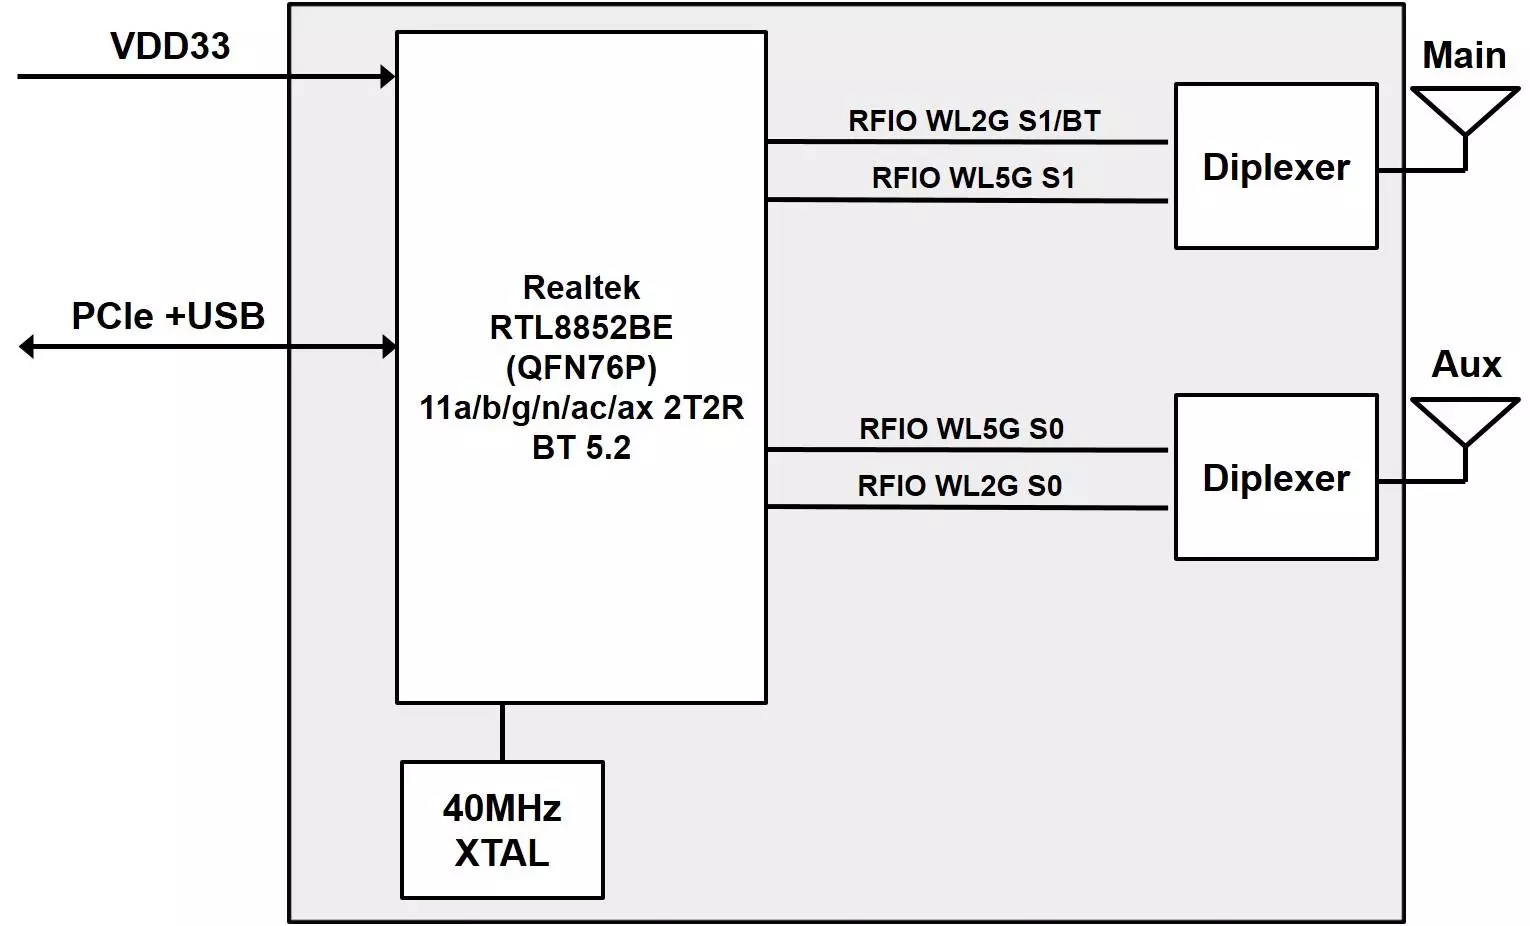 VDD33
Main
RFIO WL2G S1/BT
Diplexer
RFIO WL5G S1
Realtek
RTL8852BE
(QFN76P)
11a/b/g/n/ac/ax 2T2R
BT 5.2
PCIe +USB
Aux
RFIO WL5G S0
Diplexer
RFIO WL2G S0
40MHz
XTAL